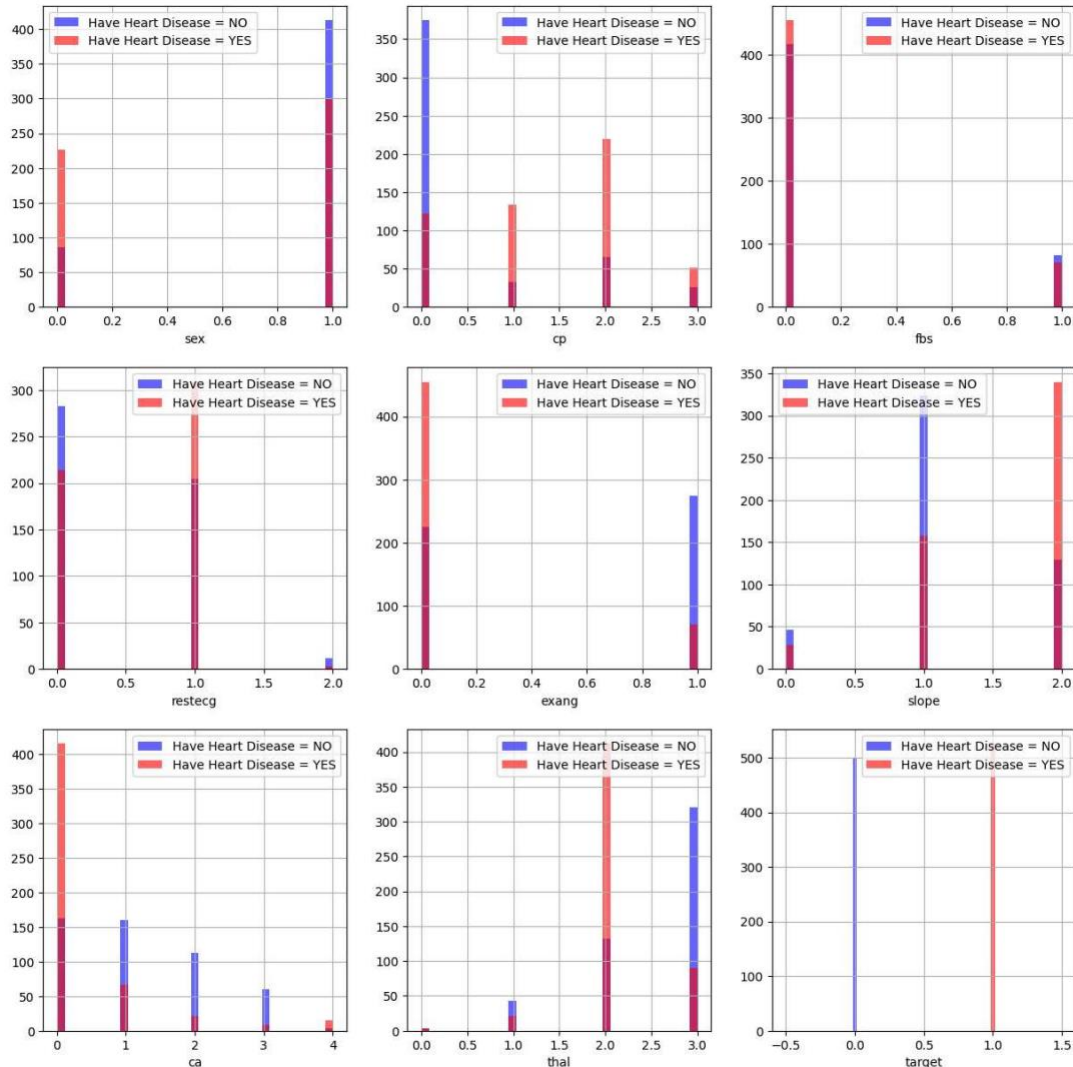 Have Heart Disease = NO
Have Heart Disease = YES
400
350
300
250
200
150
100
50
0
0.0 0.2 0.4 0.6 0.8 1.0
sex
Have Heart Disease = NO
Have Heart Disease = YES
350
300
250
200
150
100
50
0
0.0 0.5 1.0 1.5 2.0 2.5 3.0
cp
Have Heart Disease = NO
Have Heart Disease = YES
400
300
200
100
0
0.0 0.2 0.4 0.6 0.8 1.0
fbs
Have Heart Disease = NO
Have Heart Disease = YES
300
250
200
150
100
50
0
0.0 0.5 1.0 1.5 2.0
restecg
Have Heart Disease = NO
Have Heart Disease = YES
400
300
200
100
0
0.0 0.2 0.4 0.6 0.8 1.0
exang
Have Heart Disease = NO
Have Heart Disease = YES
350
300
250
200
150
100
50
0
0.0 0.5 1.0 1.5 2.0
slope
Have Heart Disease = NO
Have Heart Disease = YES
400
350
300
250
200
150
100
50
0
0 1 2 3 4
ca
Have Heart Disease = NO
Have Heart Disease = YES
400
350
300
250
200
150
100
50
0
0.0 0.5 1.0 1.5 2.0 2.5 3.0
thal
Have Heart Disease = NO
Have Heart Disease = YES
500
400
300
200
100
0
−0.5 0.0 0.5 1.0 1.5
target